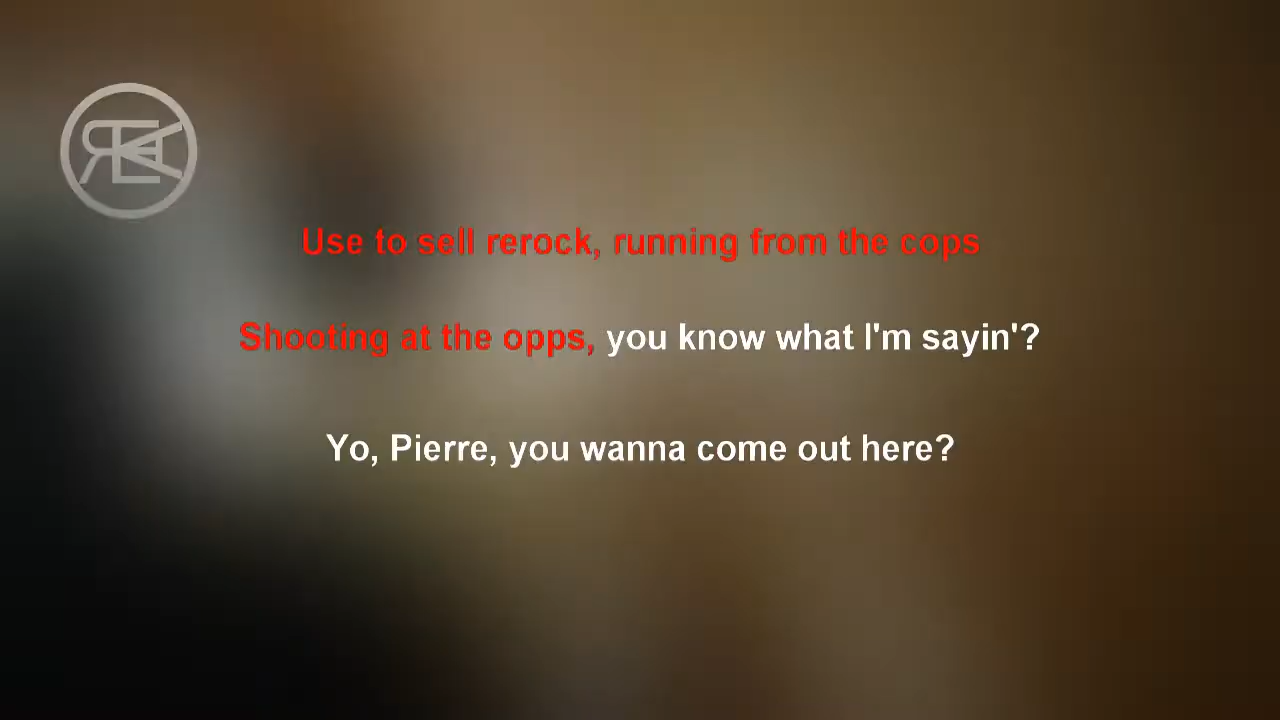 Use to sell rerock, running from the cops
Shooting at the opps, you know what I'm sayin'?
Yo, Pierre, you wanna come out here?